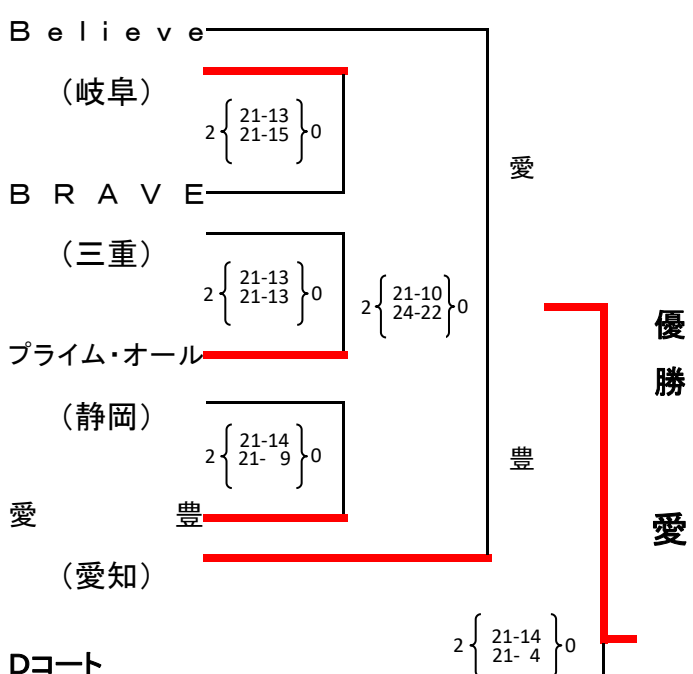 Believe
（岐阜）
2 { 21-13 21-15 } 0
愛
BRAVE
（三重）
2 { 21-13 21-13 } 0
2 { 21-10 24-22 } 0
優
勝
プライム・オール
（静岡）
2 { 21-14 21- 9 } 0
豊
愛 豊
愛
（愛知）
2 { 21-14 21- 4 } 0
Dコート